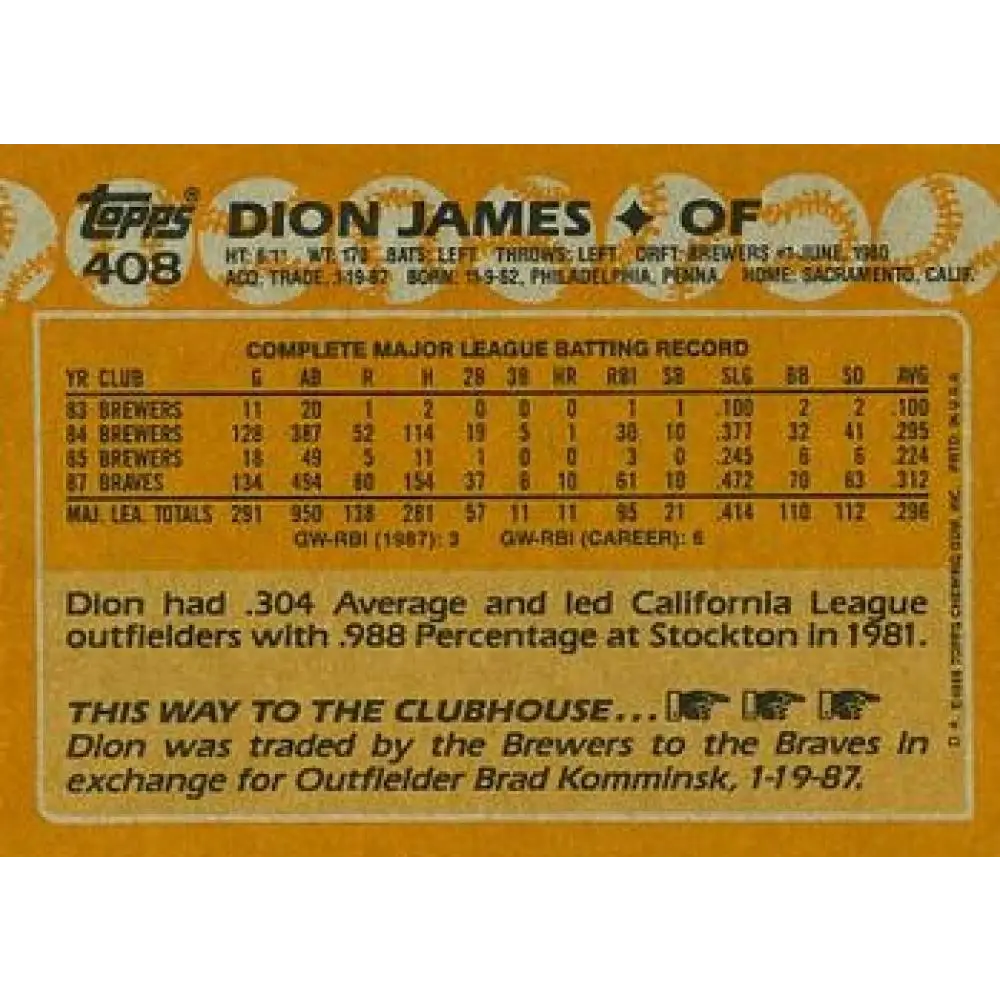 topps®
408
DION JAMES ✦ OF
HT: 6'1" WT: 170 BATS: LEFT THROWS: LEFT DRFT: BREWERS #1-JUNE, 1980
ACQ: TRADE, 1-19-87 BORN: 11-9-62, PHILADELPHIA, PENNA. HOME: SACRAMENTO, CALIF.
COMPLETE MAJOR LEAGUE BATTING RECORD
YR CLUB G AB R H 2B 3B HR RBI SB SLG BB SO AVG
83 BREWERS 11 20 1 2 0 0 0 1 1 .100 2 2 .100
84 BREWERS 128 387 52 114 19 5 1 30 10 .377 32 41 .295
85 BREWERS 18 49 5 11 1 0 0 3 0 .245 6 6 .224
87 BRAVES 134 494 80 154 37 6 10 61 10 .472 70 63 .312
MAJ. LEA. TOTALS 291 950 138 281 57 11 11 95 21 .414 110 112 .296
GW-RBI (1987): 3 GW-RBI (CAREER): 6
Dion had .304 Average and led California League
outfielders with .988 Percentage at Stockton in 1981.
THIS WAY TO THE CLUBHOUSE...
Dion was traded by the Brewers to the Braves in
exchange for Outfielder Brad Komminsk, 1-19-87.
©1988 TOPPS CHEWING GUM, INC. PRTD. IN U.S.A.